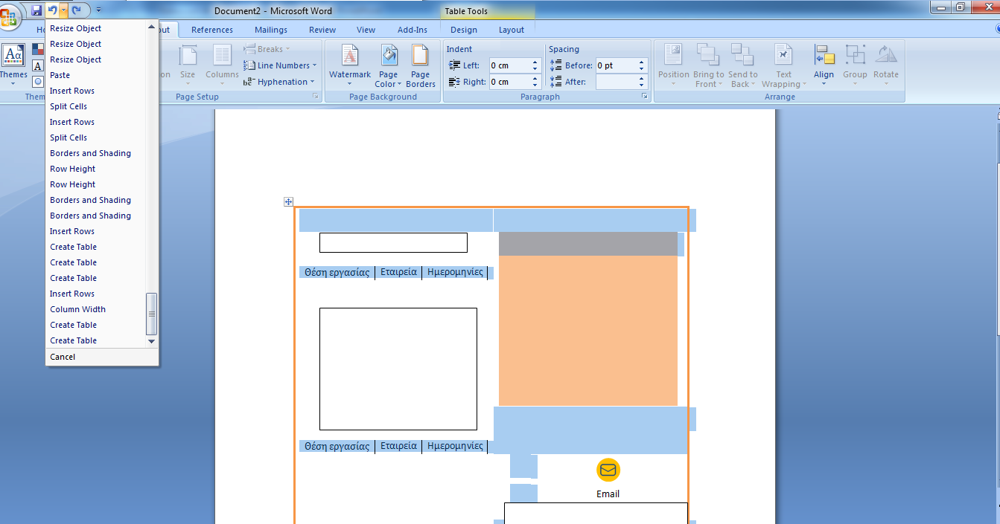 Document2 - Microsoft Word
Table Tools
References Mailings Review View Add-Ins Design Layout
Themes
Aα
A
Size
Columns
Breaks
Line Numbers
Hyphenation
Page Setup
Watermark
Page Color
Page Borders
Page Background
Indent
Left: 0 cm
Right: 0 cm
Spacing
Before: 0 pt
After:
Paragraph
Position
Bring to Front
Send to Back
Text Wrapping
Align
Group
Rotate
Arrange
Resize Object
Resize Object
Resize Object
Paste
Insert Rows
Split Cells
Insert Rows
Split Cells
Borders and Shading
Row Height
Row Height
Borders and Shading
Borders and Shading
Insert Rows
Create Table
Create Table
Create Table
Insert Rows
Column Width
Create Table
Create Table
Cancel
Θέση εργασίας Εταιρεία Ημερομηνίες
Θέση εργασίας Εταιρεία Ημερομηνίες
Email